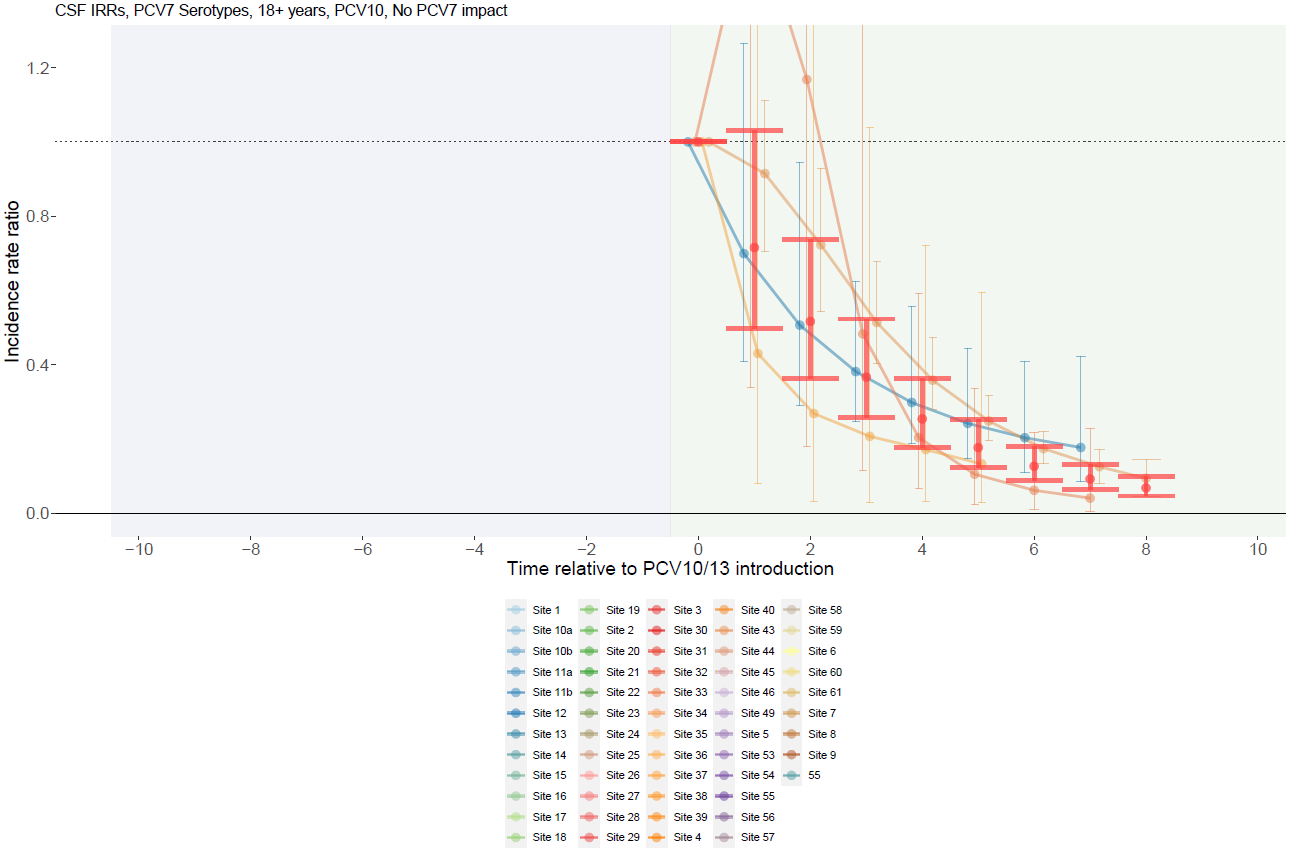 CSF IRRs, PCV7 Serotypes, 18+ years, PCV10, No PCV7 impact
Incidence rate ratio
1.2
0.8
0.4
0.0
−10 −8 −6 −4 −2 0 2 4 6 8 10
Time relative to PCV10/13 introduction
Site 1 Site 19 Site 3 Site 40 Site 58
Site 10a Site 2 Site 30 Site 43 Site 59
Site 10b Site 20 Site 31 Site 44 Site 6
Site 11a Site 21 Site 32 Site 45 Site 60
Site 11b Site 22 Site 33 Site 46 Site 61
Site 12 Site 23 Site 34 Site 49 Site 7
Site 13 Site 24 Site 35 Site 5 Site 8
Site 14 Site 25 Site 36 Site 53 Site 9
Site 15 Site 26 Site 37 Site 54 55
Site 16 Site 27 Site 38 Site 55
Site 17 Site 28 Site 39 Site 56
Site 18 Site 29 Site 4 Site 57